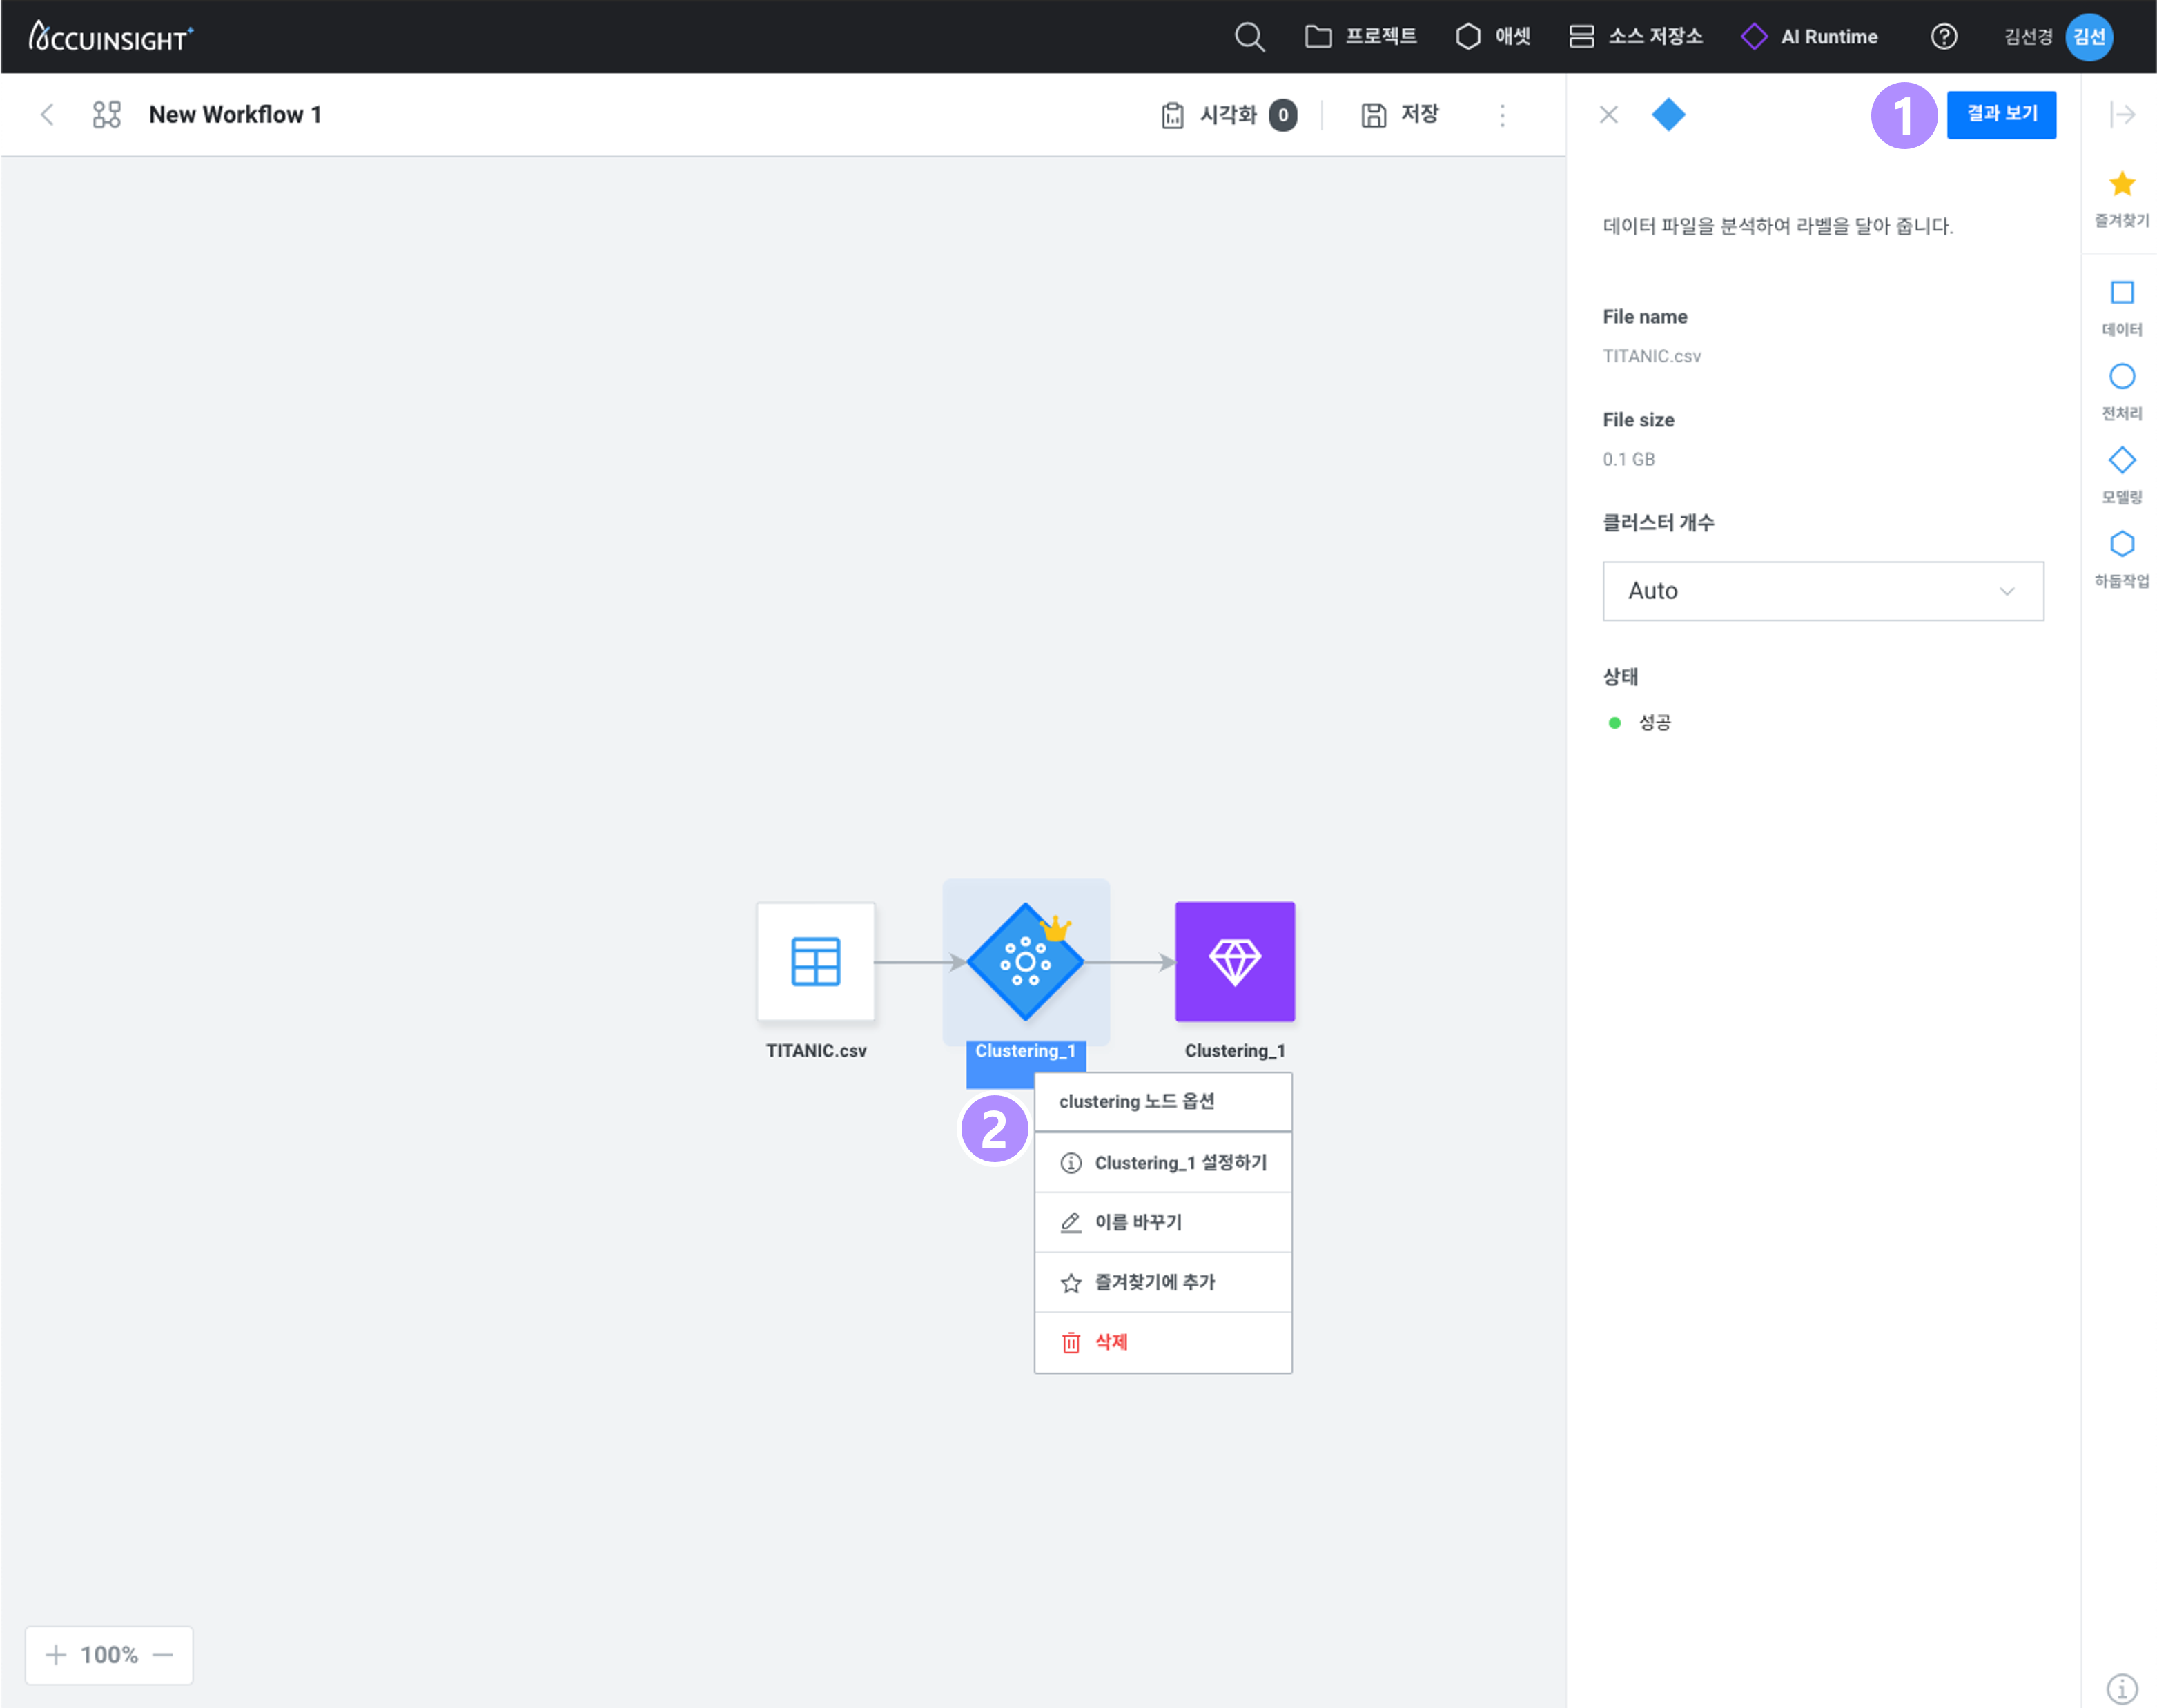 ACCUINSIGHT+
프로젝트
애셋
소스 저장소
AI Runtime
김선경
김선
New Workflow 1
시각화 0
저장
1
결과 보기
데이터 파일을 분석하여 라벨을 달아 줍니다.
File name
TITANIC.csv
File size
0.1 GB
클러스터 개수
Auto
상태
성공
즐겨찾기
데이터
전처리
모델링
하둡작업
TITANIC.csv
Clustering_1
Clustering_1
2
clustering 노드 옵션
Clustering_1 설정하기
이름 바꾸기
즐겨찾기에 추가
삭제
100%